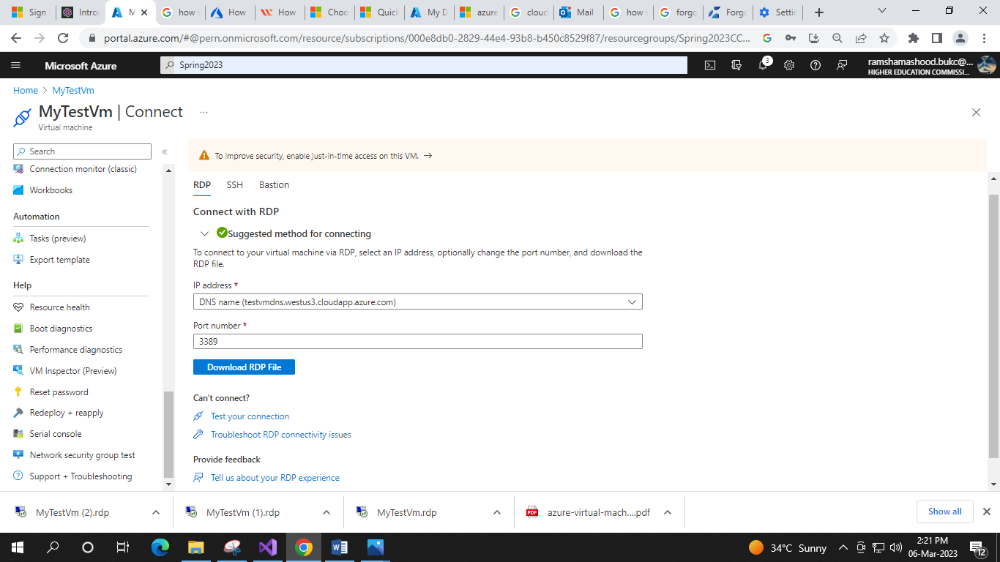 Sign
Intro
M
how t
How
How
Choc
Quick
My D
azure
cloud
Mail
how t
forgo
Forgo
Settin
portal.azure.com/#@pern.onmicrosoft.com/resource/subscriptions/000e8db0-2829-44e4-93b8-b450c8529f87/resourcegroups/Spring2023CC...
Microsoft Azure
Spring2023
3
ramshamashood.bukc@...
HIGHER EDUCATION COMMISSI...
Home > MyTestVm
MyTestVm | Connect ...
Virtual machine
Search
«
Connection monitor (classic)
Workbooks
Automation
Tasks (preview)
Export template
Help
Resource health
Boot diagnostics
Performance diagnostics
VM Inspector (Preview)
Reset password
Redeploy + reapply
Serial console
Network security group test
Support + Troubleshooting
To improve security, enable just-in-time access on this VM. →
RDP SSH Bastion
Connect with RDP
Suggested method for connecting
To connect to your virtual machine via RDP, select an IP address, optionally change the port number, and download the
RDP file.
IP address *
DNS name (testvmdns.westus3.cloudapp.azure.com)
Port number *
3389
Download RDP File
Can't connect?
Test your connection
Troubleshoot RDP connectivity issues
Provide feedback
Tell us about your RDP experience
MyTestVm (2).rdp
MyTestVm (1).rdp
MyTestVm.rdp
PDF
azure-virtual-mach....pdf
Show all
34°C Sunny
2:21 PM
06-Mar-2023
12